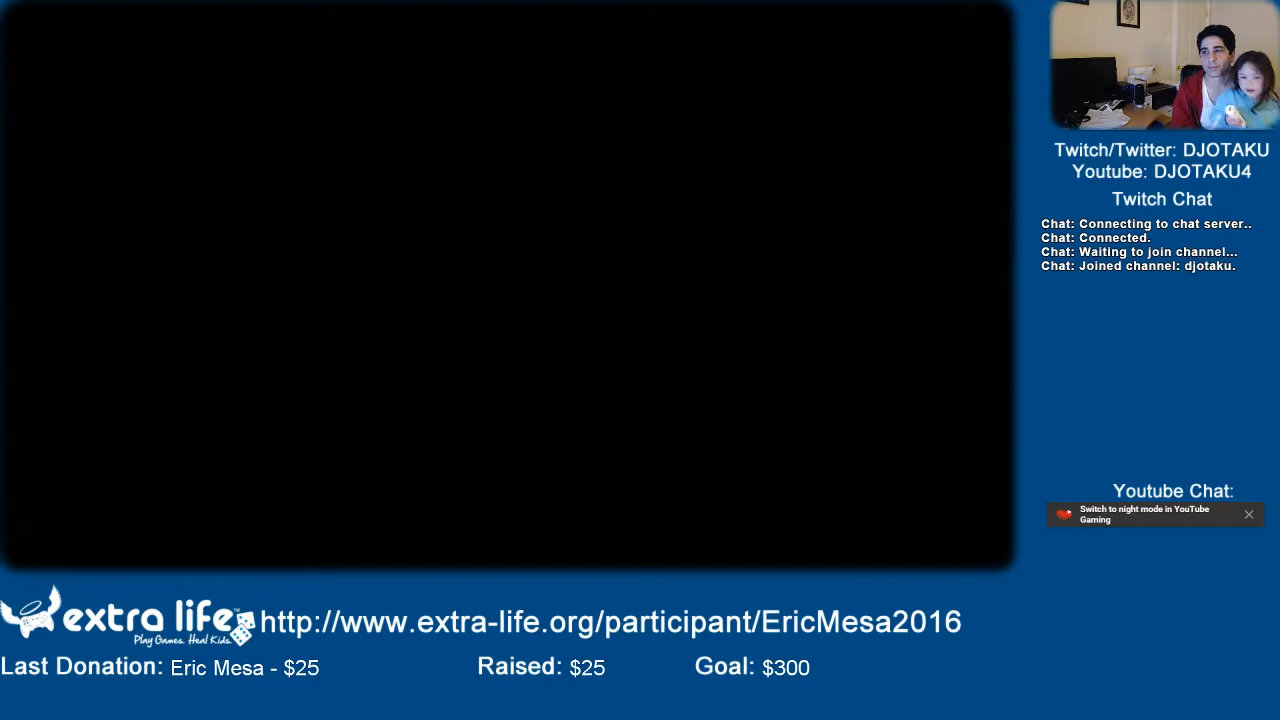 Twitch/Twitter: DJOTAKU
Youtube: DJOTAKU4
Twitch Chat
Chat: Connecting to chat server..
Chat: Connected.
Chat: Waiting to join channel...
Chat: Joined channel: djotaku.
Youtube Chat:
Switch to night mode in YouTube
Gaming
extra life™
Play Games. Heal Kids.
http://www.extra-life.org/participant/EricMesa2016
Last Donation: Eric Mesa - $25 Raised: $25 Goal: $300